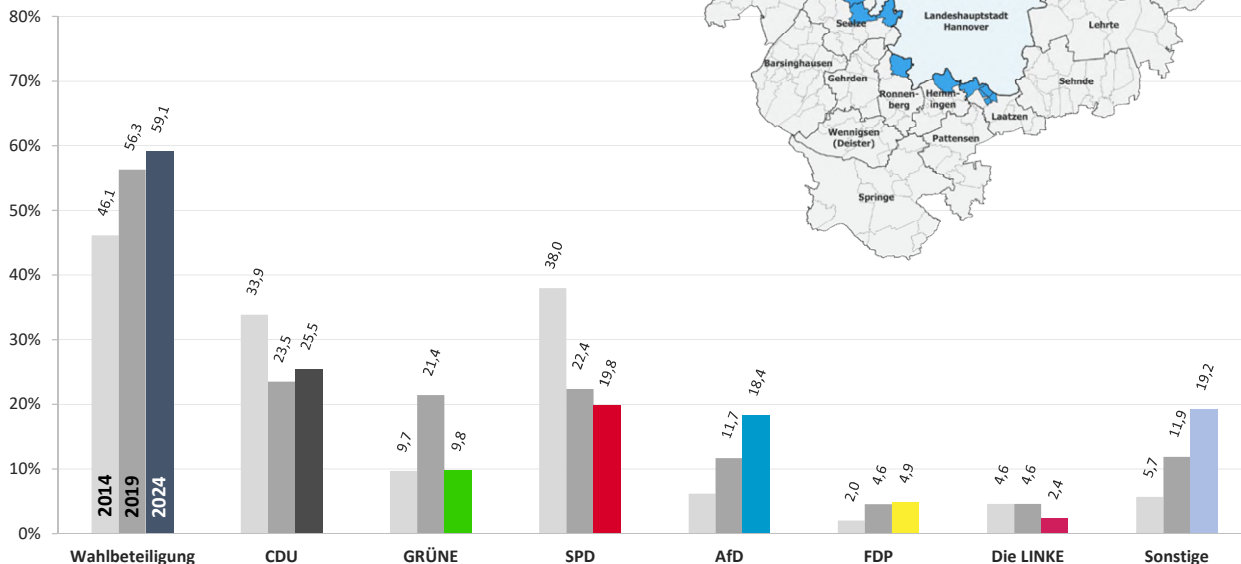 80%
70%
60%
50%
40%
30%
20%
10%
0%
Seelze
Landeshauptstadt
Hannover
Lehrte
Barsinghausen
Gehrden
Sehnde
Ronnen-
berg
Hemm-
ingen
Laatzen
Wennigsen
(Deister)
Pattensen
Springe
46,1
56,3
59,1
2014
2019
2024
33,9
23,5
25,5
9,7
21,4
9,8
38,0
22,4
19,8
11,7
18,4
2,0
4,6
4,9
4,6
4,6
2,4
5,7
11,9
19,2
Wahlbeteiligung
CDU
GRÜNE
SPD
AfD
FDP
Die LINKE
Sonstige